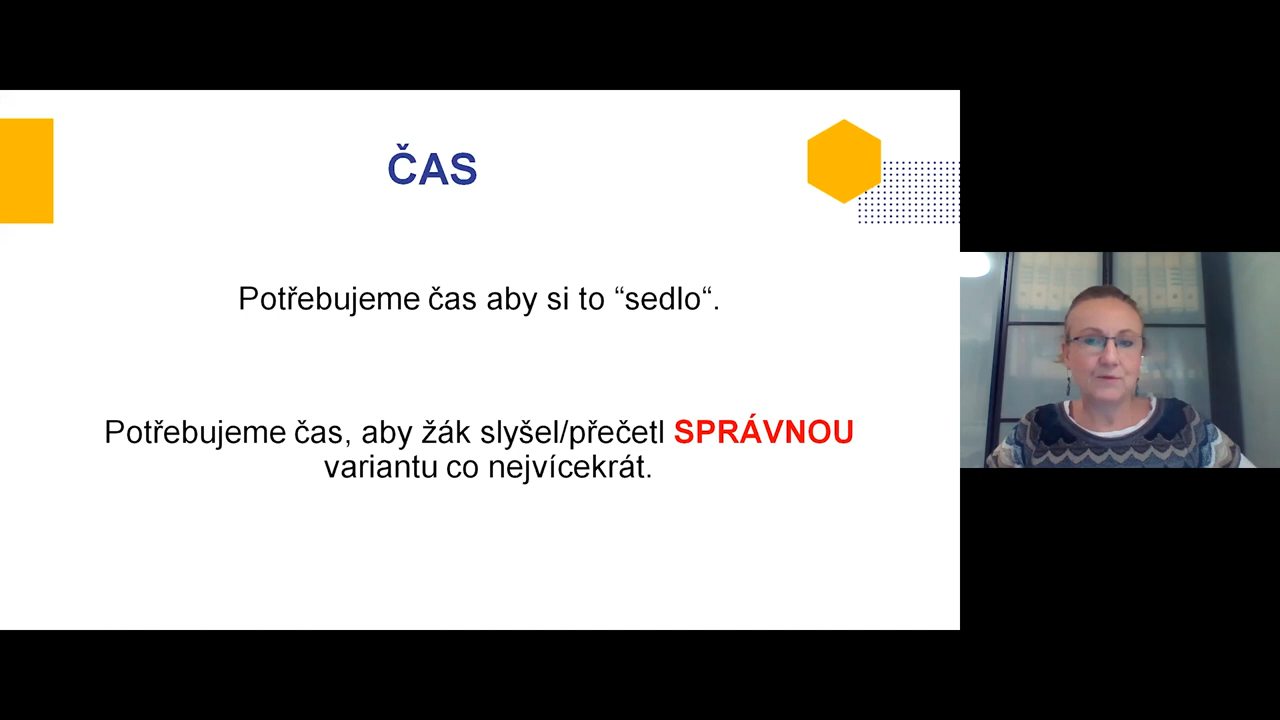 ČAS
Potřebujeme čas aby si to “sedlo“.
Potřebujeme čas, aby žák slyšel/přečetl SPRÁVNOU
variantu co nejvícekrát.